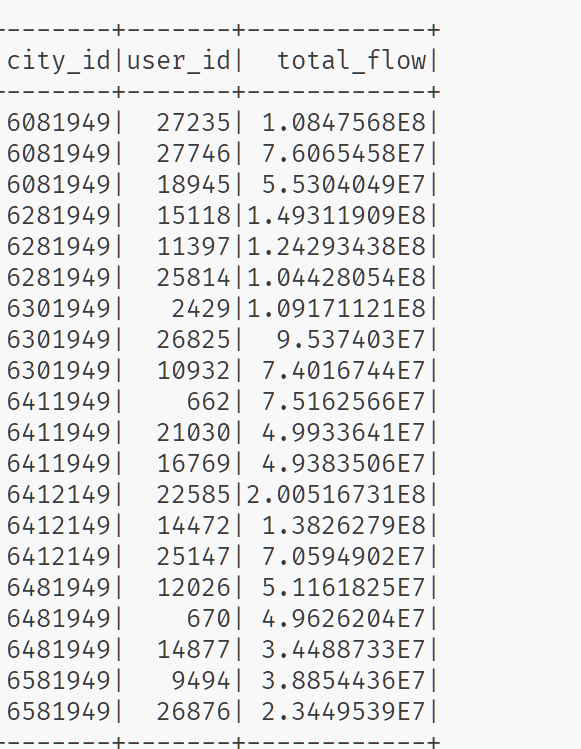 --------+-------+------------+
city_id|user_id|  total_flow|
--------+-------+------------+
6081949|  27235| 1.0847568E8|
6081949|  27746| 7.6065458E7|
6081949|  18945| 5.5304049E7|
6281949|  15118|1.49311909E8|
6281949|  11397|1.24293438E8|
6281949|  25814|1.04428054E8|
6301949|   2429|1.09171121E8|
6301949|  26825|  9.537403E7|
6301949|  10932| 7.4016744E7|
6411949|    662| 7.5162566E7|
6411949|  21030| 4.9933641E7|
6411949|  16769| 4.9383506E7|
6412149|  22585|2.00516731E8|
6412149|  14472| 1.3826279E8|
6412149|  25147| 7.0594902E7|
6481949|  12026| 5.1161825E7|
6481949|    670| 4.9626204E7|
6481949|  14877| 3.4488733E7|
6581949|   9494| 3.8854436E7|
6581949|  26876| 2.3449539E7|
--------+-------+------------+